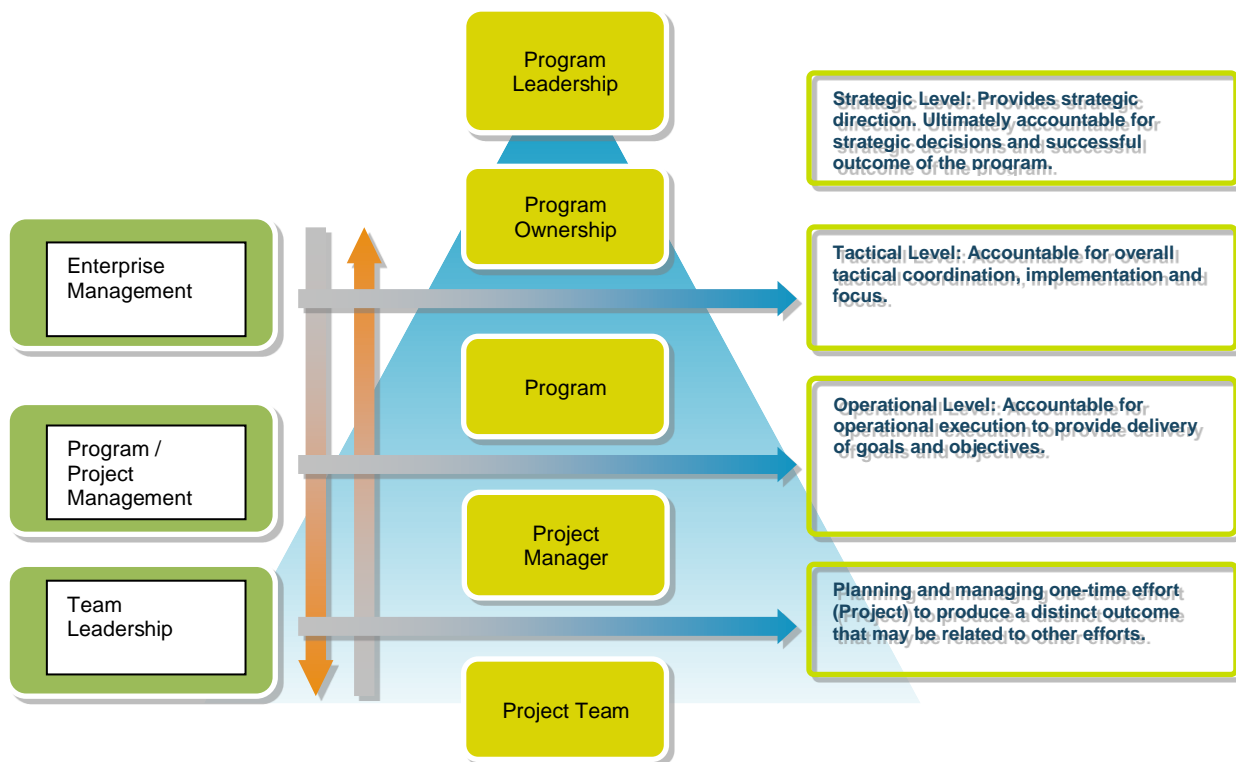 Program
Leadership
Strategic Level: Provides strategic
direction. Ultimately accountable for
strategic decisions and successful
outcome of the program.
Program
Ownership
Enterprise
Management
Tactical Level: Accountable for overall
tactical coordination, implementation and
focus.
Program
Operational Level: Accountable for
operational execution to provide delivery
of goals and objectives.
Program /
Project
Management
Project
Manager
Team
Leadership
Planning and managing one-time effort
(Project) to produce a distinct outcome
that may be related to other efforts.
Project Team